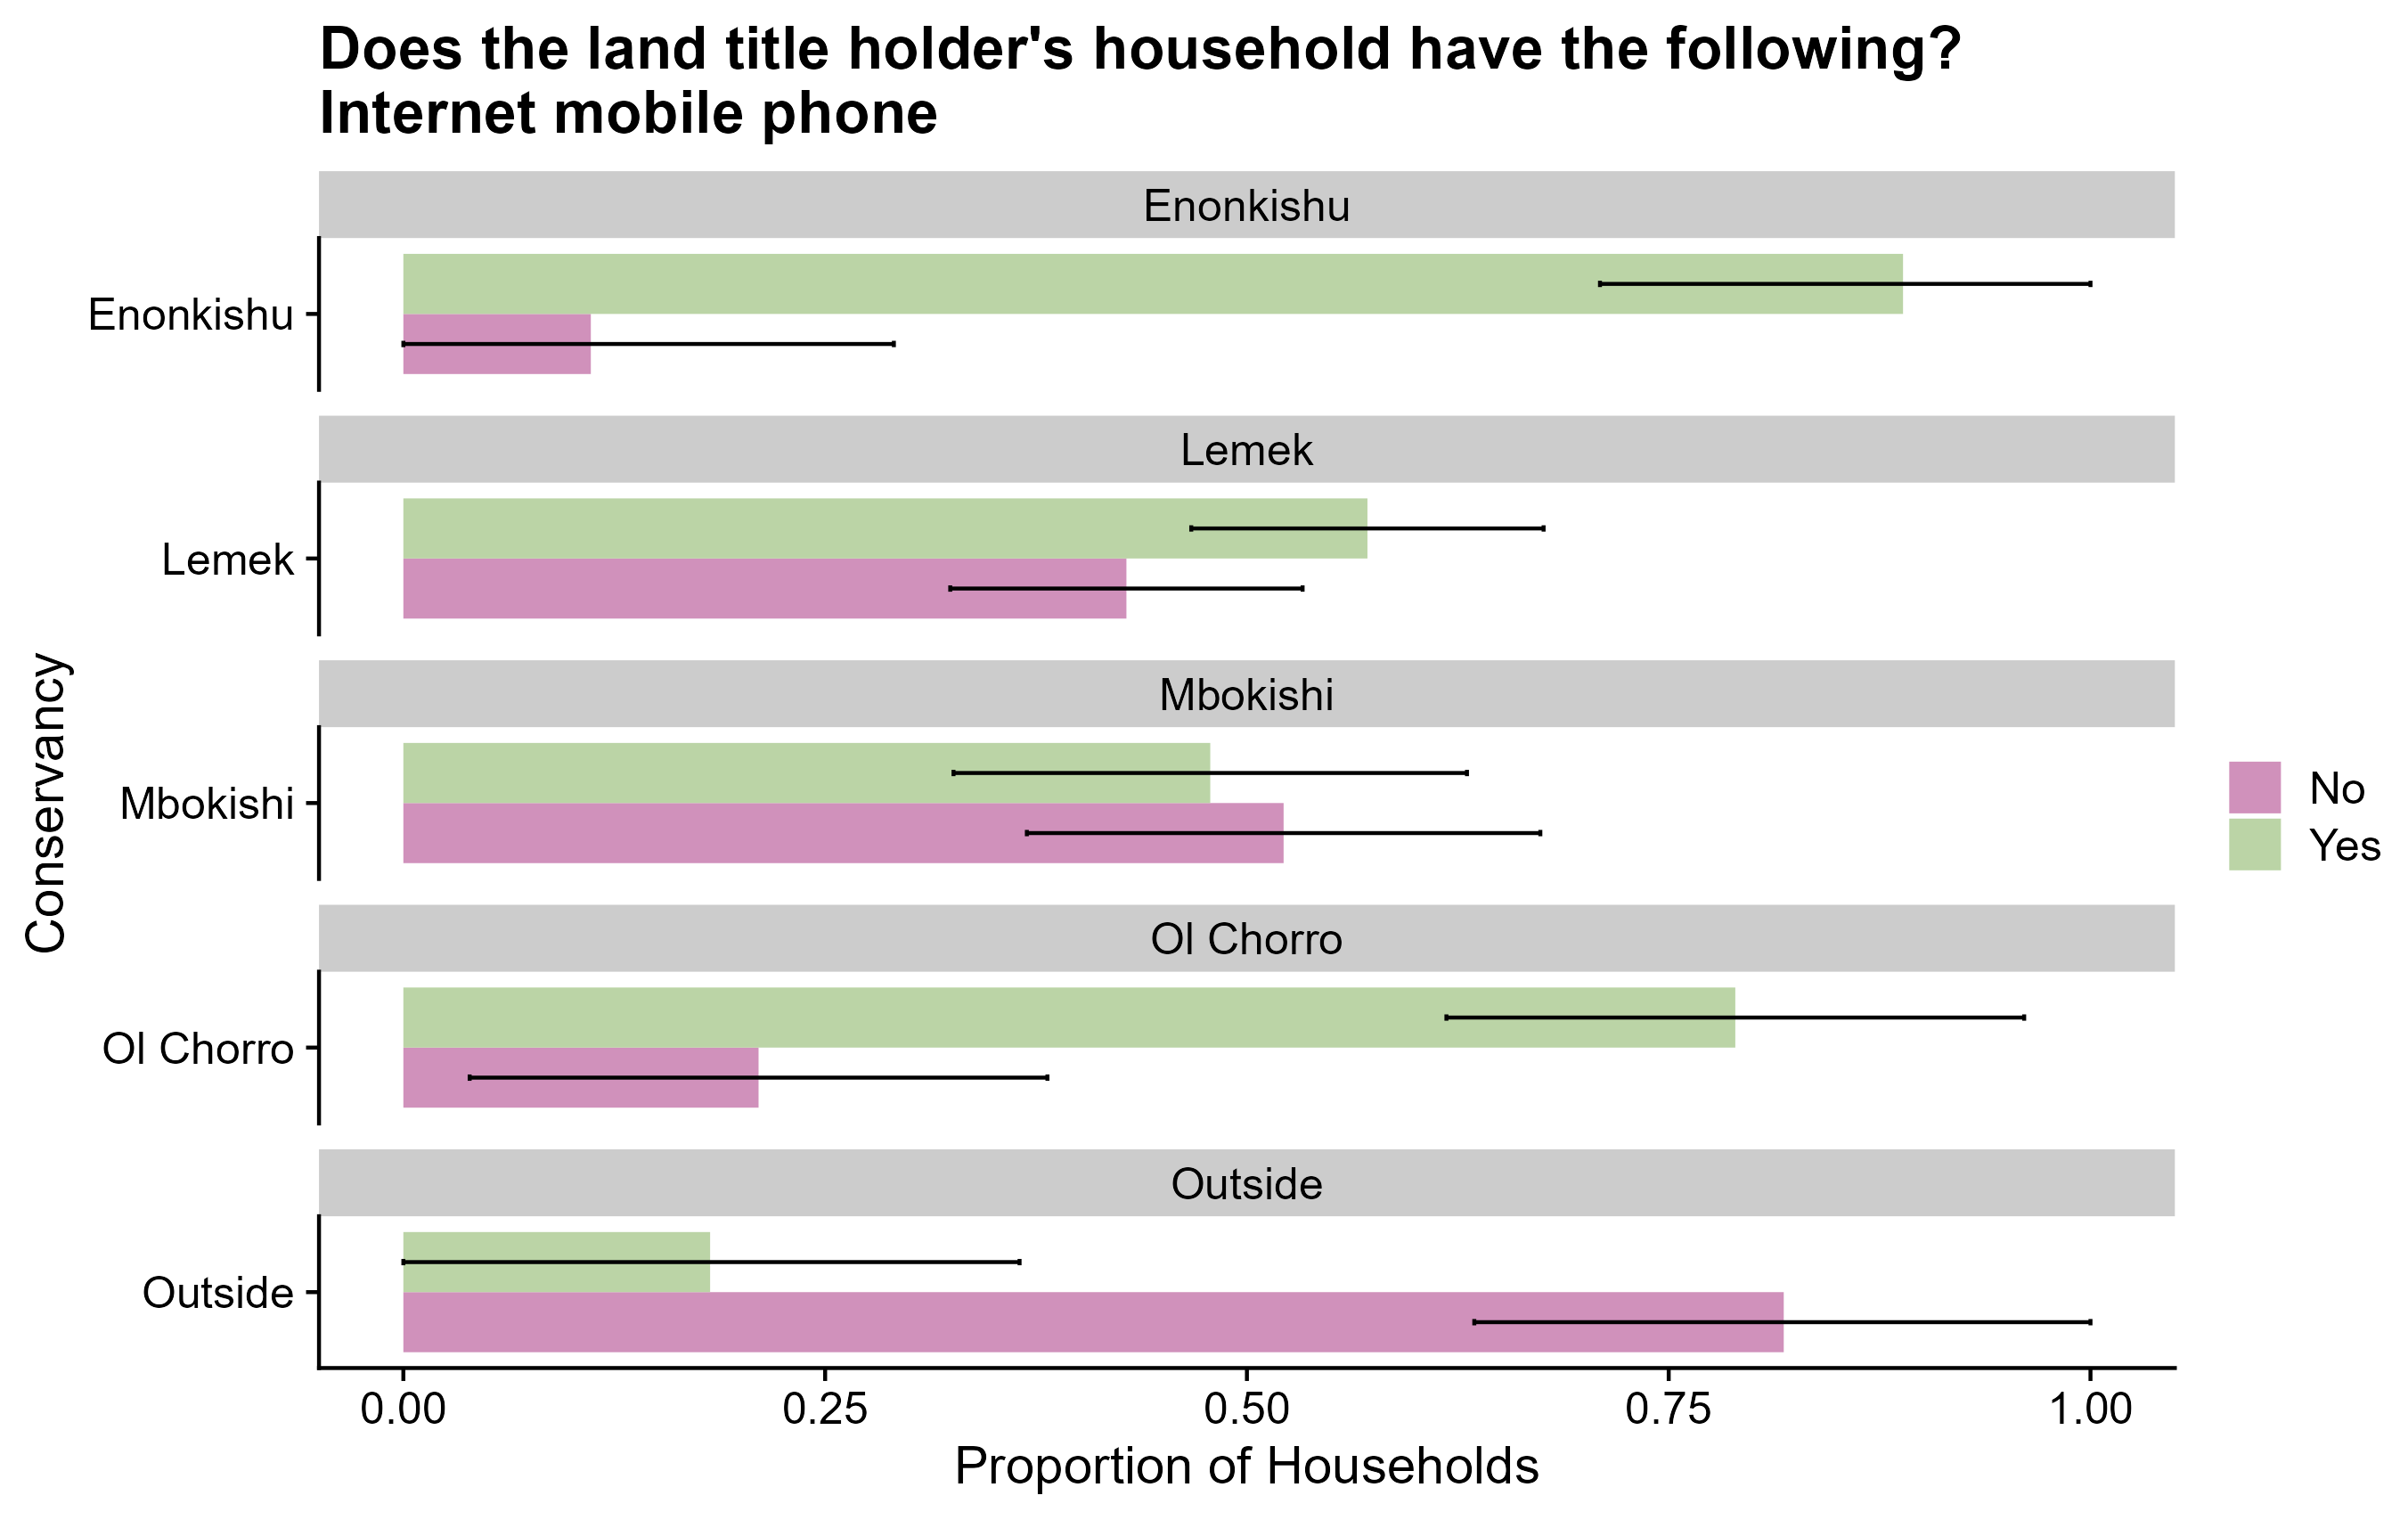 Does the land title holder's household have the following?
Internet mobile phone
Enonkishu
Enonkishu
Lemek
Lemek
Mbokishi
Mbokishi
Ol Chorro
Ol Chorro
Outside
Outside
Conservancy
0.00 0.25 0.50 0.75 1.00
Proportion of Households
No
Yes